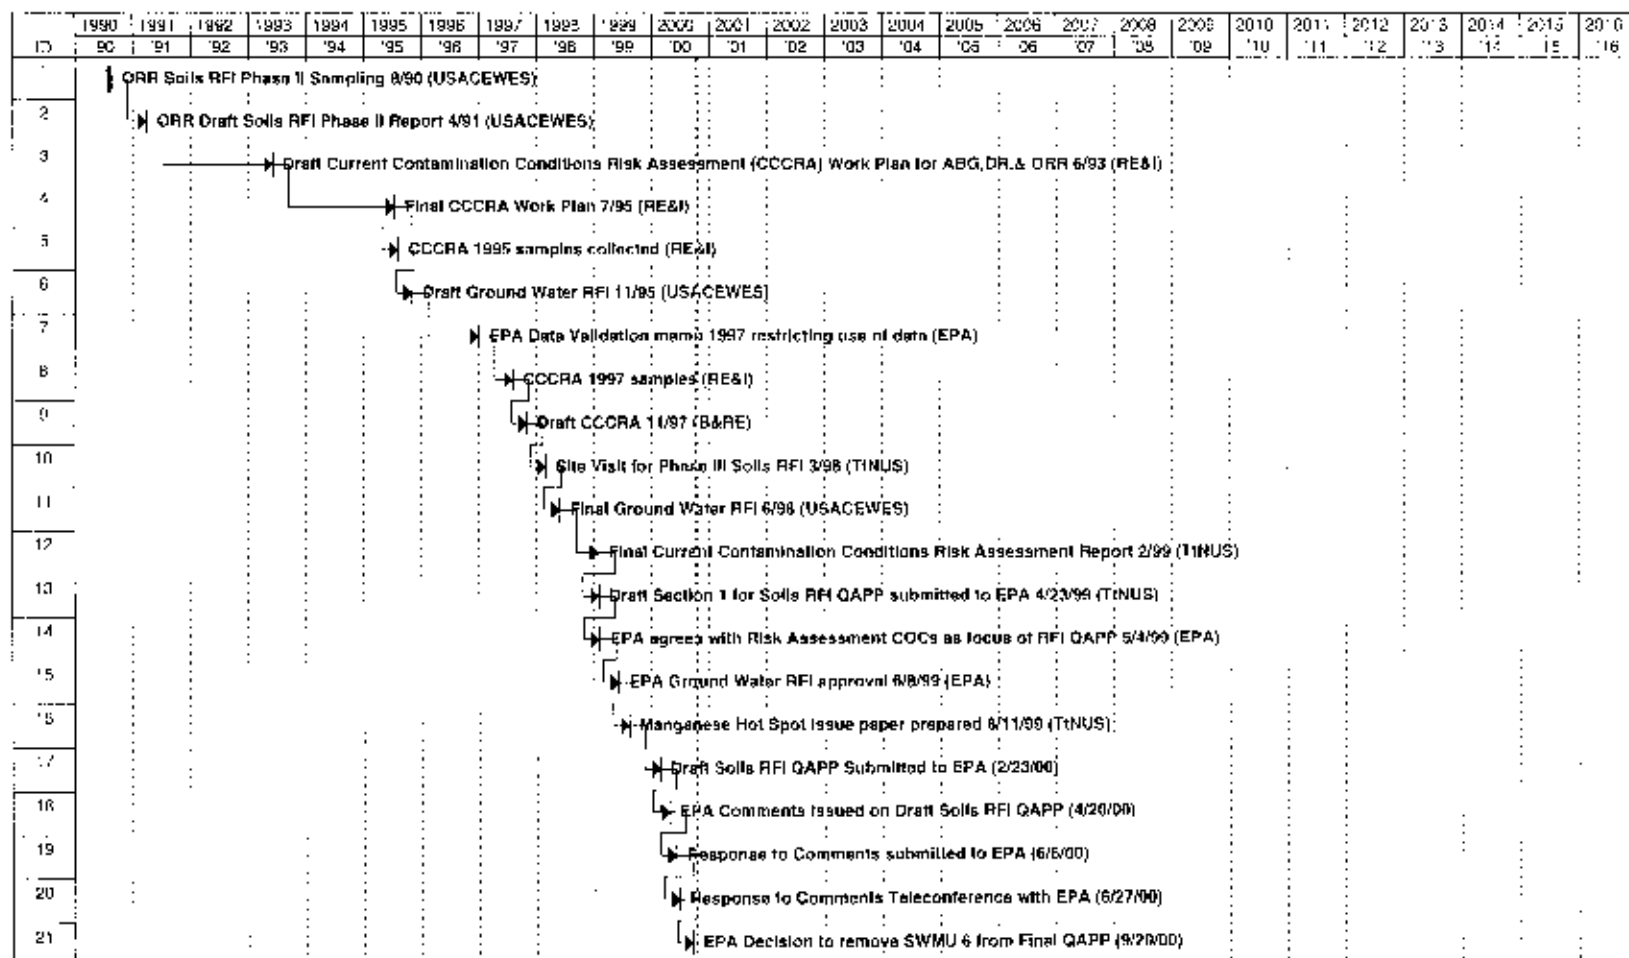 1990 1991 1992 1993 1994 1995 1996 1997 1998 1999 2000 2001 2002 2003 2004 2005 2006 2007 2008 2009 2010 2011 2012 2013 2014 2015 2016
ID '90 '91 '92 '93 '94 '95 '96 '97 '98 '99 '00 '01 '02 '03 '04 '05 '06 '07 '08 '09 '10 '11 '12 '13 '14 '15 '16
1 ORR Soils RFI Phase II Sampling 8/90 (USACEWES)
2 ORR Draft Soils RFI Phase II Report 4/91 (USACEWES)
3 Draft Current Contamination Conditions Risk Assessment (CCCRA) Work Plan for ABG, DR, & ORR 6/93 (RE&I)
4 Final CCCRA Work Plan 7/95 (RE&I)
5 CCCRA 1995 samples collected (RE&I)
6 Draft Ground Water RFI 11/95 (USACEWES)
7 EPA Data Validation memo 1997 restricting use of data (EPA)
8 CCCRA 1997 samples (RE&I)
9 Draft CCCRA 11/97 (B&RE)
10 Site Visit for Phase III Soils RFI 3/98 (TtNUS)
11 Final Ground Water RFI 6/98 (USACEWES)
12 Final Current Contamination Conditions Risk Assessment Report 2/99 (TtNUS)
13 Draft Section 1 for Soils RFI QAPP submitted to EPA 4/23/99 (TtNUS)
14 EPA agrees with Risk Assessment COCs as focus of RFI QAPP 5/4/99 (EPA)
15 EPA Ground Water RFI approval 6/8/99 (EPA)
16 Manganese Hot Spot Issue paper prepared 8/11/99 (TtNUS)
17 Draft Soils RFI QAPP Submitted to EPA (2/23/00)
18 EPA Comments Issued on Draft Soils RFI QAPP (4/20/00)
19 Response to Comments submitted to EPA (6/6/00)
20 Response to Comments Teleconference with EPA (6/27/00)
21 EPA Decision to remove SWMU 6 from Final QAPP (9/20/00)